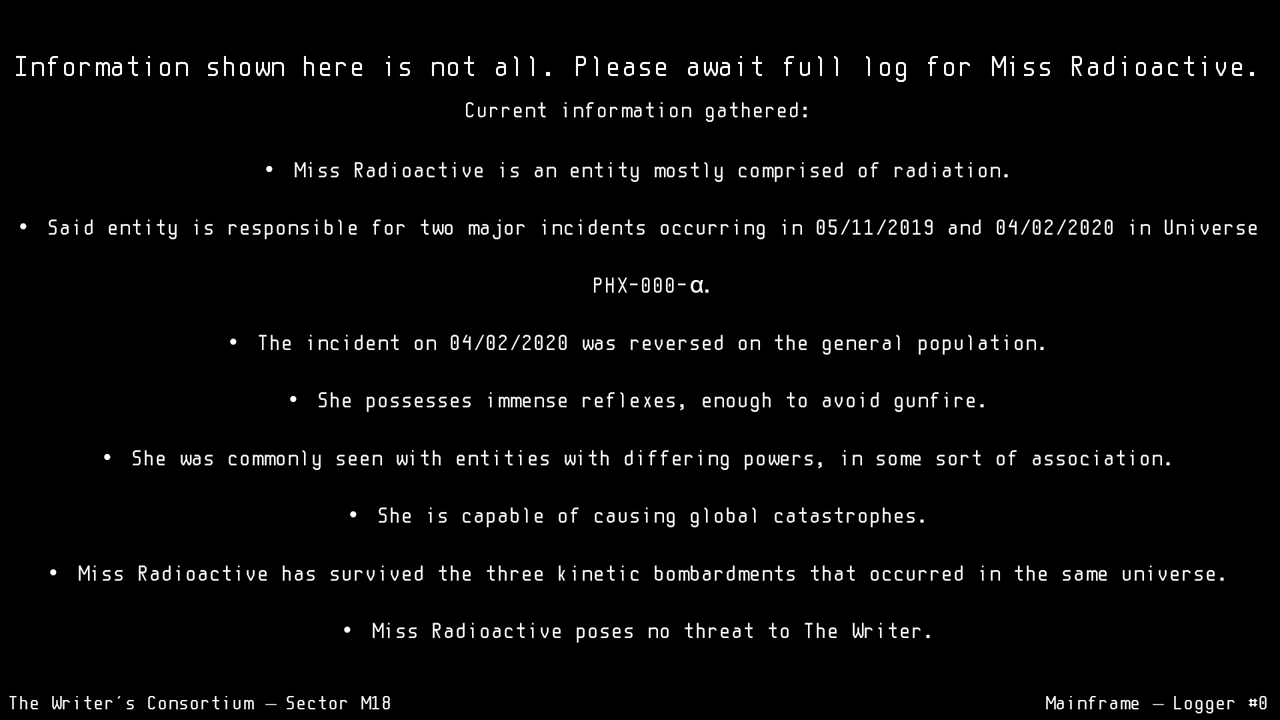 Information shown here is not all. Please await full log for Miss Radioactive.
Current information gathered:
• Miss Radioactive is an entity mostly comprised of radiation.
• Said entity is responsible for two major incidents occurring in 05/11/2019 and 04/02/2020 in Universe
PHX-000-α.
• The incident on 04/02/2020 was reversed on the general population.
• She possesses immense reflexes, enough to avoid gunfire.
• She was commonly seen with entities with differing powers, in some sort of association.
• She is capable of causing global catastrophes.
• Miss Radioactive has survived the three kinetic bombardments that occurred in the same universe.
• Miss Radioactive poses no threat to The Writer.
The Writer´s Consortium — Sector M18
Mainframe — Logger #0